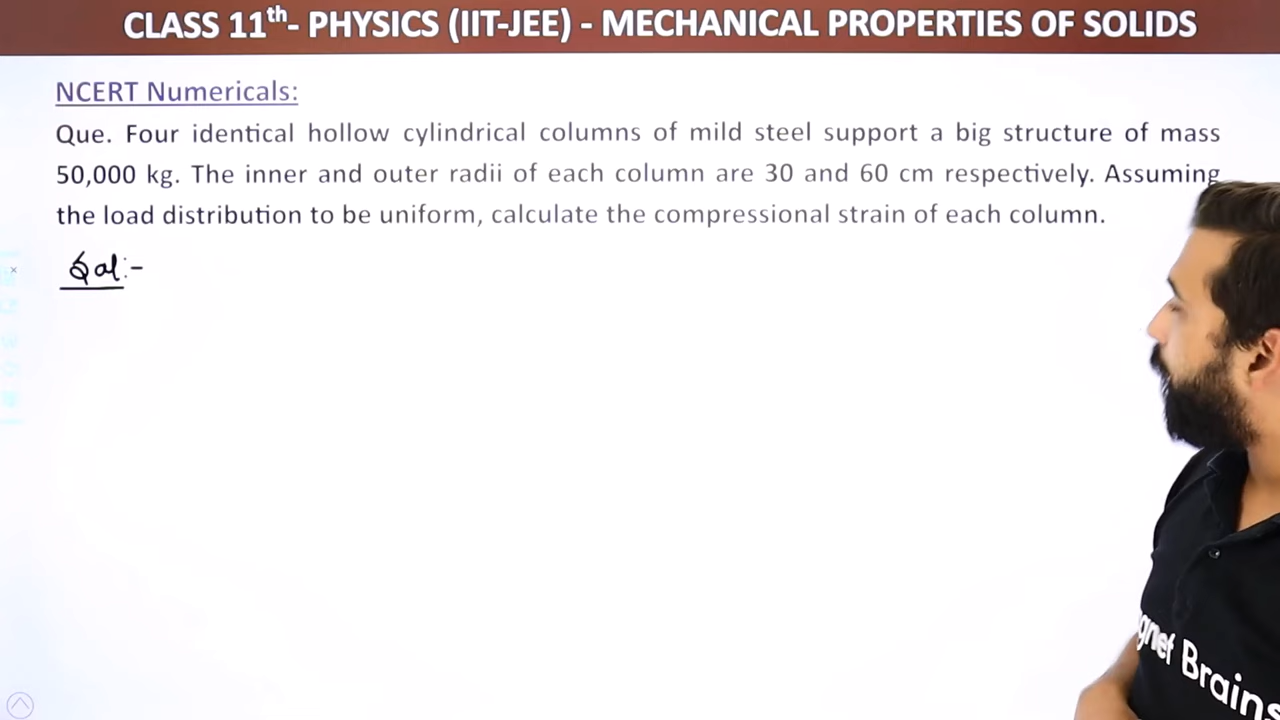 CLASS 11th- PHYSICS (IIT-JEE) - MECHANICAL PROPERTIES OF SOLIDS
NCERT Numericals:
Que. Four identical hollow cylindrical columns of mild steel support a big structure of mass
50,000 kg. The inner and outer radii of each column are 30 and 60 cm respectively. Assuming
the load distribution to be uniform, calculate the compressional strain of each column.
Sol:-
gnet Brains